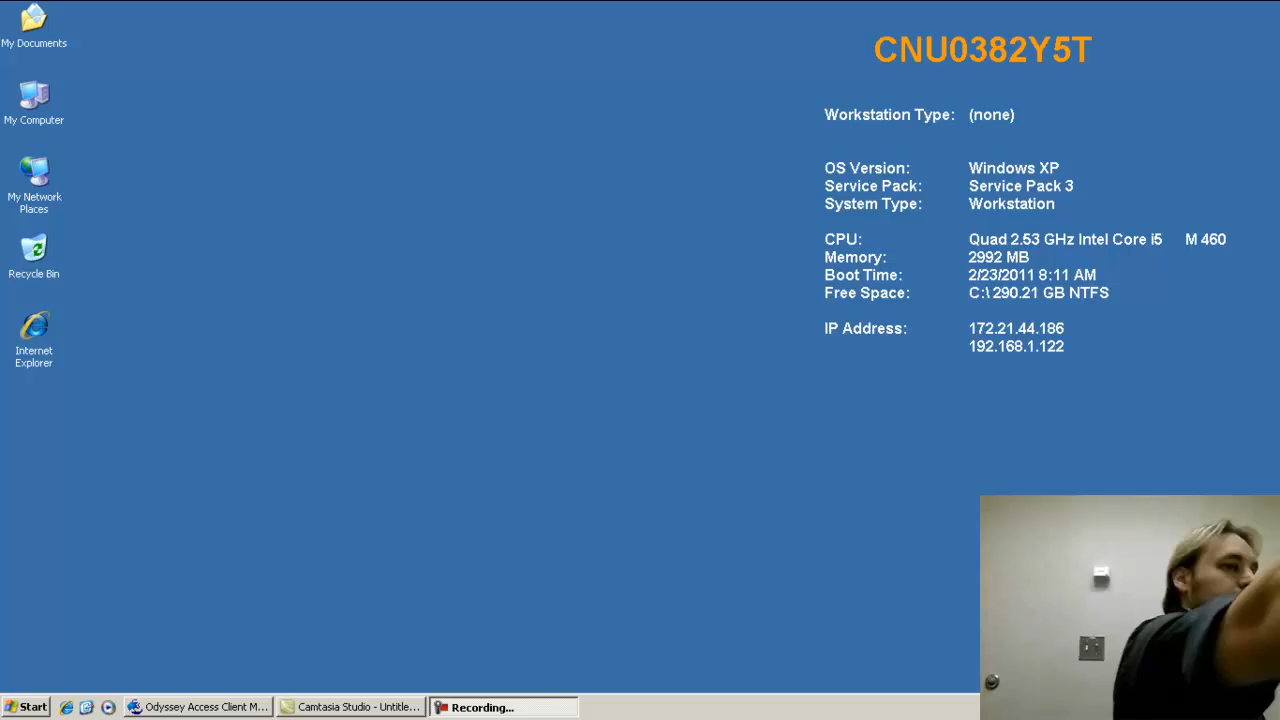 My Documents
My Computer
My Network
Places
Recycle Bin
Internet
Explorer
CNU0382Y5T
Workstation Type: (none)
OS Version: Windows XP
Service Pack: Service Pack 3
System Type: Workstation
CPU: Quad 2.53 GHz Intel Core i5 M 460
Memory: 2992 MB
Boot Time: 2/23/2011 8:11 AM
Free Space: C:\ 290.21 GB NTFS
IP Address: 172.21.44.186
192.168.1.122
Start Odyssey Access Client M... Camtasia Studio - Untitle... Recording...